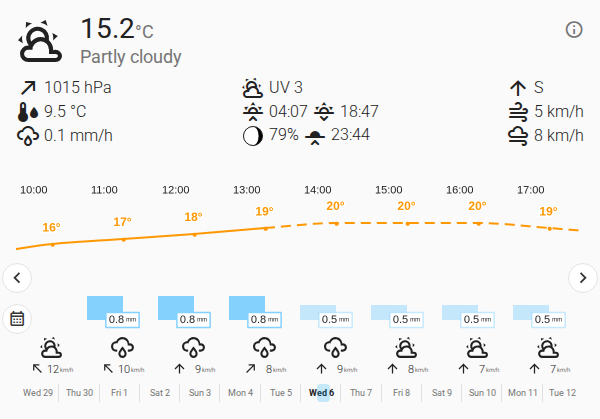 15.2°C
Partly cloudy
1015 hPa UV 3 S
9.5 °C 04:07 18:47 5 km/h
0.1 mm/h 79% 23:44 8 km/h
10:00 11:00 12:00 13:00 14:00 15:00 16:00 17:00
16° 17° 18° 19° 20° 20° 20° 19°
0.8 mm 0.8 mm 0.8 mm 0.5 mm 0.5 mm 0.5 mm 0.5 mm
12 km/h 10 km/h 9 km/h 8 km/h 9 km/h 8 km/h 7 km/h 7 km/h
Wed 29 Thu 30 Fri 1 Sat 2 Sun 3 Mon 4 Tue 5 Wed 6 Thu 7 Fri 8 Sat 9 Sun 10 Mon 11 Tue 12